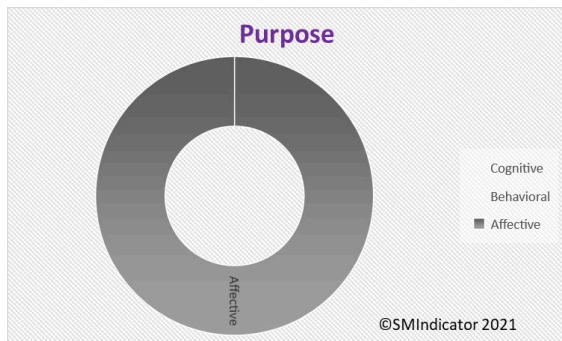 Purpose
Cognitive
Behavioral
Affective
Affective
©SMIndicator 2021